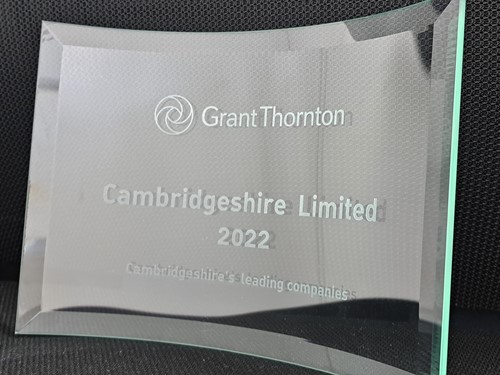 Grant Thornton
Cambridgeshire Limited
2022
Cambridgeshire's leading companies